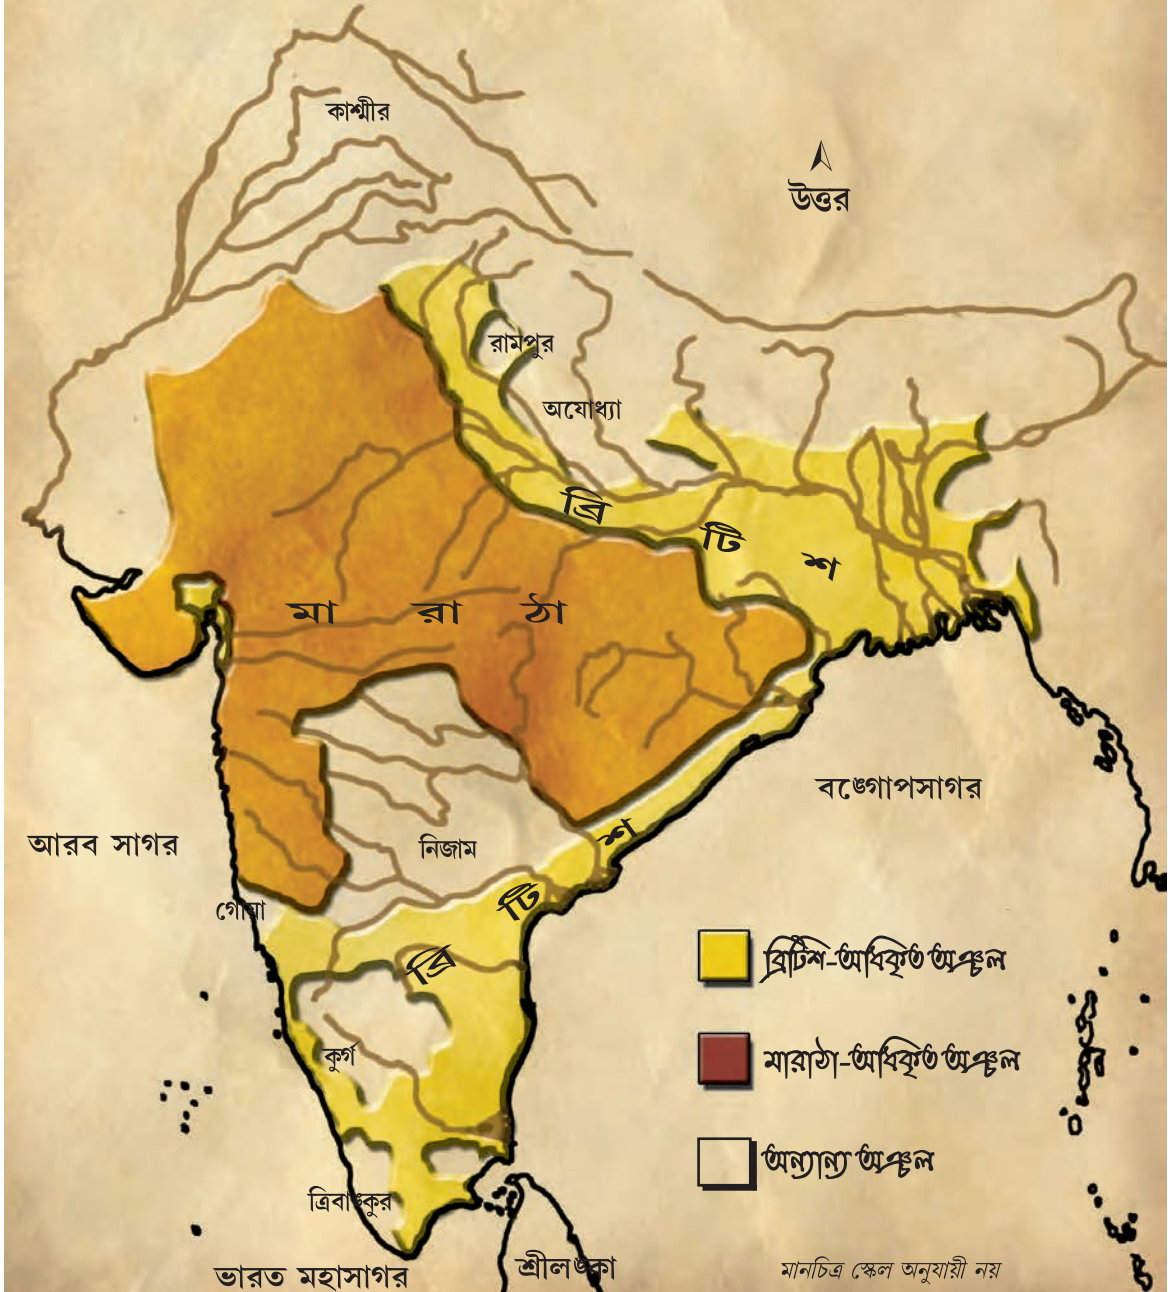 কাশ্মীর
উত্তর
রামপুর
অযোধ্যা
ব্রিটিশ
মারাঠা
বঙ্গোপসাগর
আরব সাগর
নিজাম
ব্রিটিশ
গোয়া
ব্রিটিশ-অধিকৃত অঞ্চল
কুর্গ
মারাঠা-অধিকৃত অঞ্চল
অন্যান্য অঞ্চল
ত্রিবাঙ্কুর
ভারত মহাসাগর
শ্রীলঙ্কা
মানচিত্র স্কেল অনুযায়ী নয়